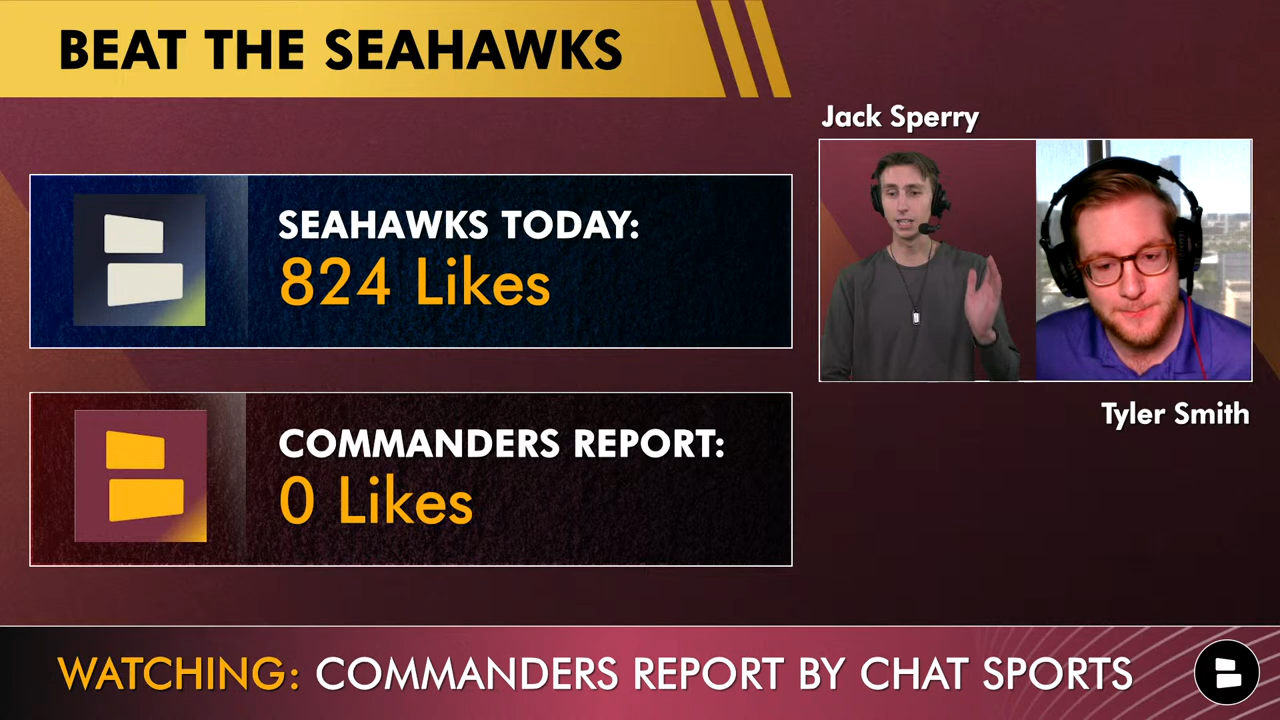 BEAT THE SEAHAWKS
Jack Sperry
SEAHAWKS TODAY:
824 Likes
COMMANDERS REPORT:
0 Likes
Tyler Smith
WATCHING: COMMANDERS REPORT BY CHAT SPORTS